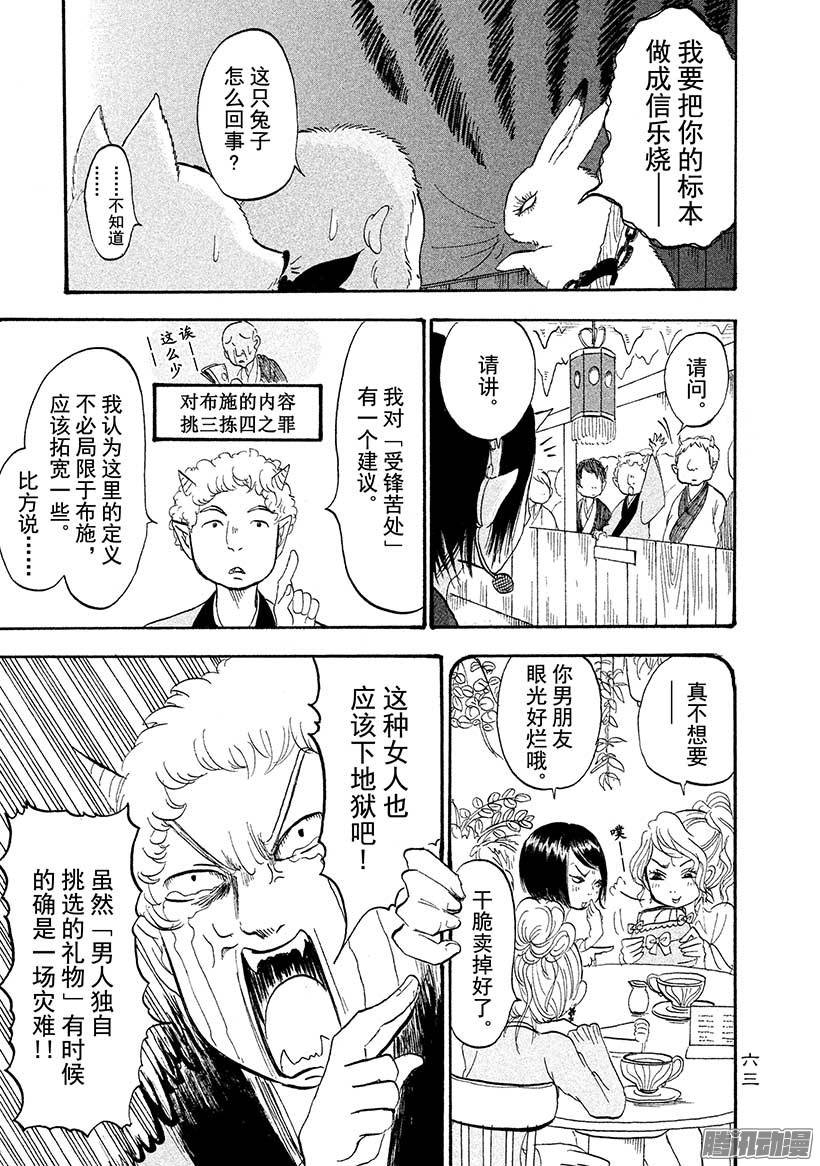 我要把你的标本
做成信乐烧——
这只兔子
怎么回事？
……
……不知道
请问。
请讲。
我对「受锋苦处」
有一个建议。
诶——
这么少——
对布施的内容
挑三拣四之罪
我认为这里的定义
不必局限于布施，
应该拓宽一些。
比方说……
真不想要
——
你男朋友
眼光好烂哦。
噗—
干脆卖掉好了。
这种女人也
应该下地狱吧！
虽然「男人独自
挑选的礼物」有时候
的确是一场灾难!!
六三
腾讯动漫